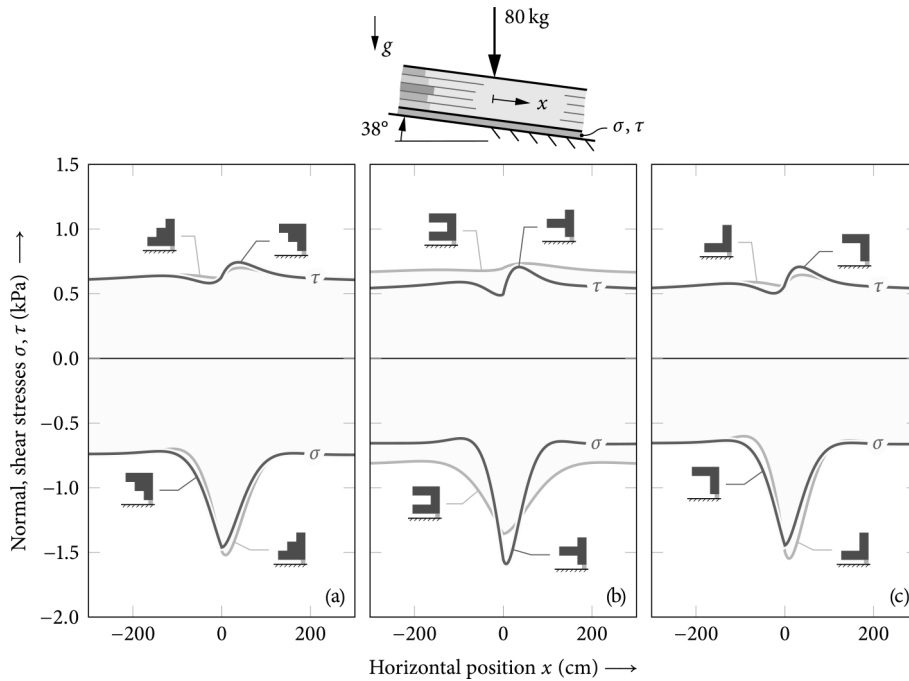 80 kg
g
x
σ, τ
38°
Normal, shear stresses σ, τ (kPa)
1.5
1.0
0.5
0.0
−0.5
−1.0
−1.5
−2.0
τ
σ
(a)
τ
σ
(b)
τ
σ
(c)
−200 0 200
−200 0 200
−200 0 200
Horizontal position x (cm)